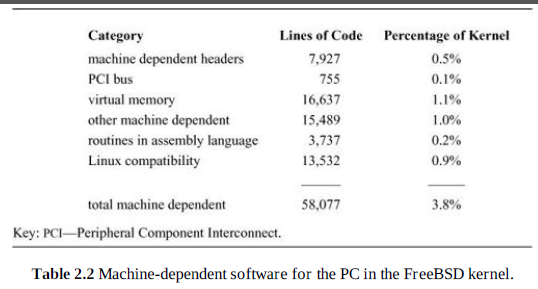 Category Lines of Code Percentage of Kernel
machine dependent headers 7,927 0.5%
PCI bus 755 0.1%
virtual memory 16,637 1.1%
other machine dependent 15,489 1.0%
routines in assembly language 3,737 0.2%
Linux compatibility 13,532 0.9%
total machine dependent 58,077 3.8%
Key: PCI—Peripheral Component Interconnect.
Table 2.2 Machine-dependent software for the PC in the FreeBSD kernel.